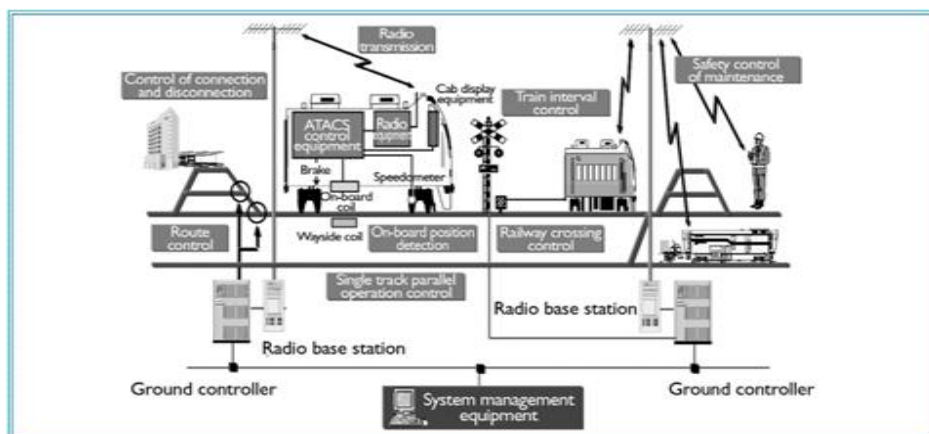 Radio
transmission
Control of connection
and disconnection
Cab display
equipment
Train interval
control
Safety control
of maintenance
ATACS
control
equipment
Radio
equipment
Brake
Speedometer
On-board
coil
Route
control
Wayside coil
On-board position
detection
Railway crossing
control
Single track parallel
operation control
Radio base station
Radio base station
Ground controller
Ground controller
System management
equipment